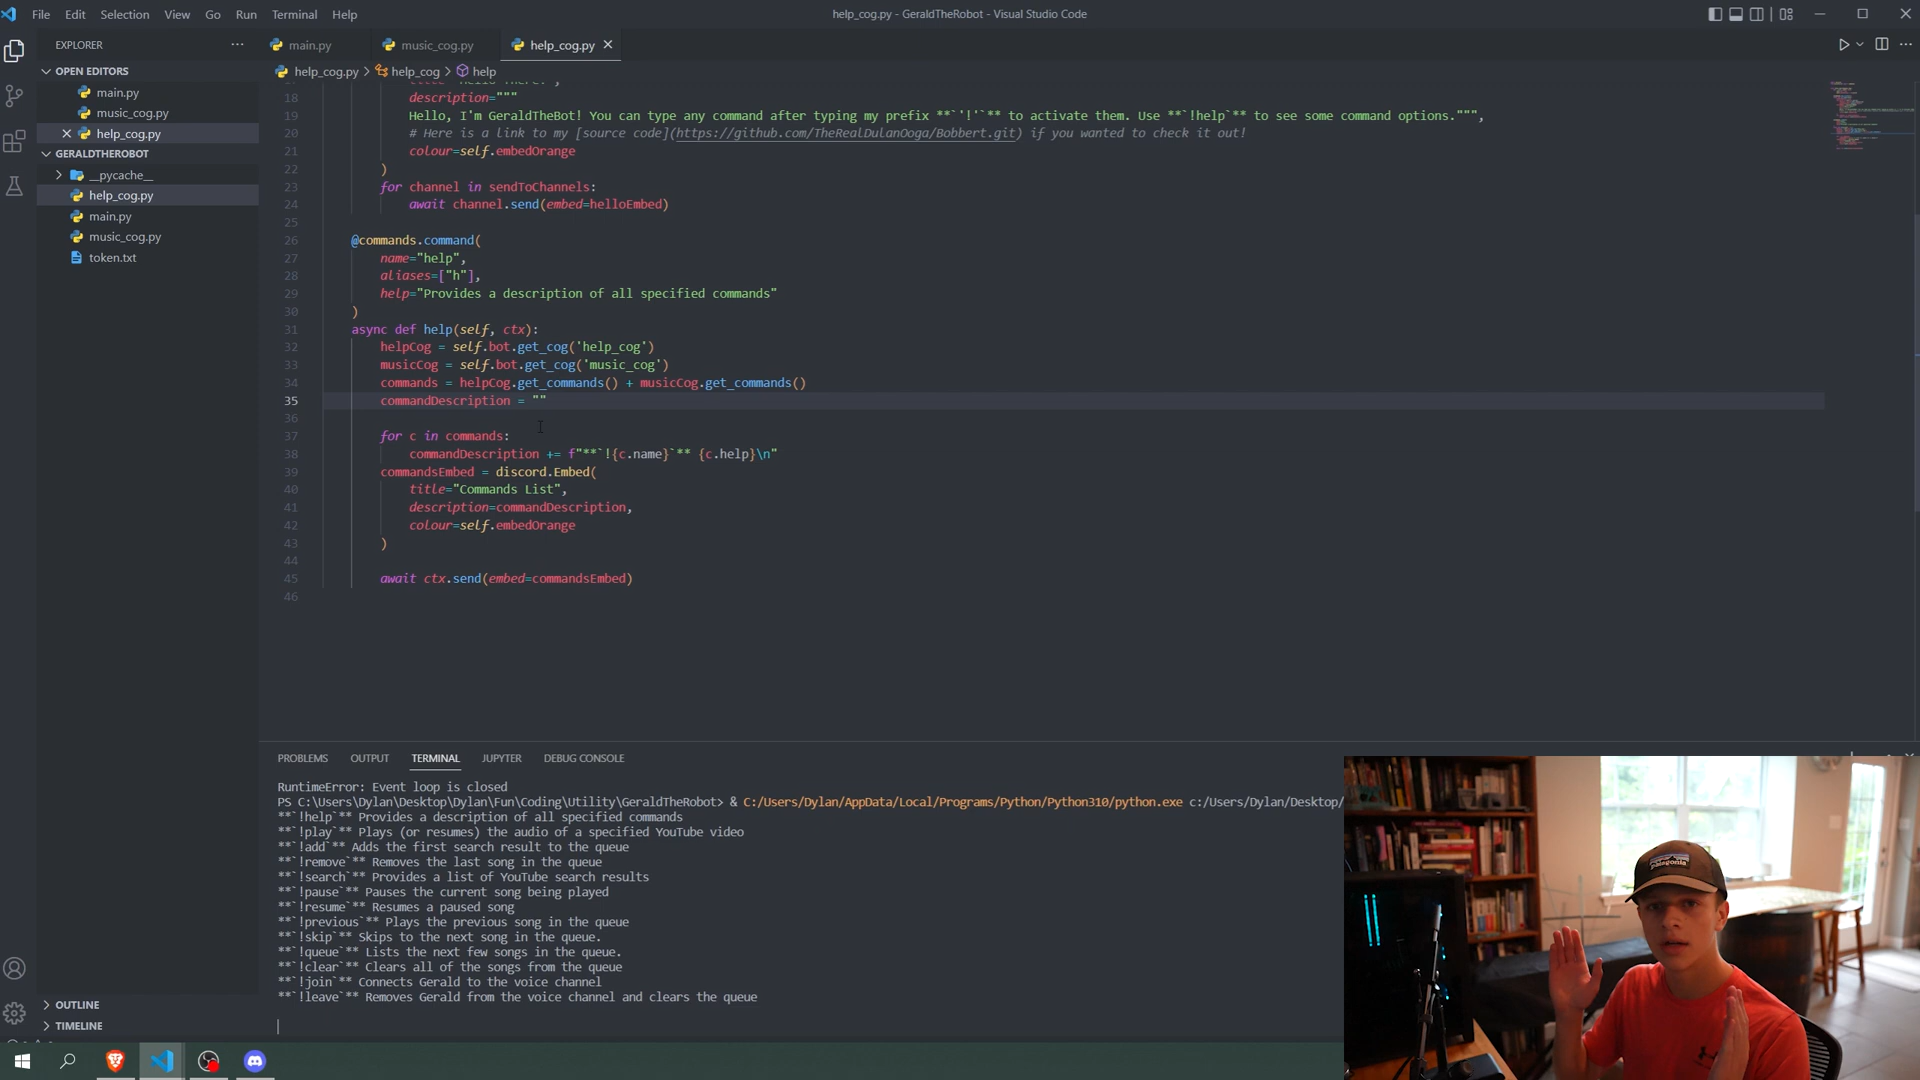 File Edit Selection View Go Run Terminal Help
help_cog.py - GeraldTheRobot - Visual Studio Code
EXPLORER
OPEN EDITORS
main.py
music_cog.py
help_cog.py
GERALDTHEROBOT
__pycache__
help_cog.py
main.py
music_cog.py
token.txt
OUTLINE
TIMELINE
main.py music_cog.py help_cog.py
help_cog.py > help_cog > help
18 description="""
19 Hello, I'm GeraldTheBot! You can type any command after typing my prefix **`'!'`** to activate them. Use **`!help`** to see some command options.""",
20 # Here is a link to my [source code](https://github.com/TheRealDulanOoga/Bobbert.git) if you wanted to check it out!
21 colour=self.embedOrange
22 )
23 for channel in sendToChannels:
24 await channel.send(embed=helloEmbed)
25
26 @commands.command(
27 name="help",
28 aliases=["h"],
29 help="Provides a description of all specified commands"
30 )
31 async def help(self, ctx):
32 helpCog = self.bot.get_cog('help_cog')
33 musicCog = self.bot.get_cog('music_cog')
34 commands = helpCog.get_commands() + musicCog.get_commands()
35 commandDescription = ""
36
37 for c in commands:
38 commandDescription += f"**`!{c.name}`** {c.help}\n"
39 commandsEmbed = discord.Embed(
40 title="Commands List",
41 description=commandDescription,
42 colour=self.embedOrange
43 )
44
45 await ctx.send(embed=commandsEmbed)
46
PROBLEMS OUTPUT TERMINAL JUPYTER DEBUG CONSOLE
RuntimeError: Event loop is closed
PS C:\Users\Dylan\Desktop\Dylan\Fun\Coding\Utility\GeraldTheRobot> & C:/Users/Dylan/AppData/Local/Programs/Python/Python310/python.exe c:/Users/Dylan/Desktop/
**`!help`** Provides a description of all specified commands
**`!play`** Plays (or resumes) the audio of a specified YouTube video
**`!add`** Adds the first search result to the queue
**`!remove`** Removes the last song in the queue
**`!search`** Provides a list of YouTube search results
**`!pause`** Pauses the current song being played
**`!resume`** Resumes a paused song
**`!previous`** Plays the previous song in the queue
**`!skip`** Skips to the next song in the queue.
**`!queue`** Lists the next few songs in the queue.
**`!clear`** Clears all of the songs from the queue
**`!join`** Connects Gerald to the voice channel
**`!leave`** Removes Gerald from the voice channel and clears the queue
patagonia